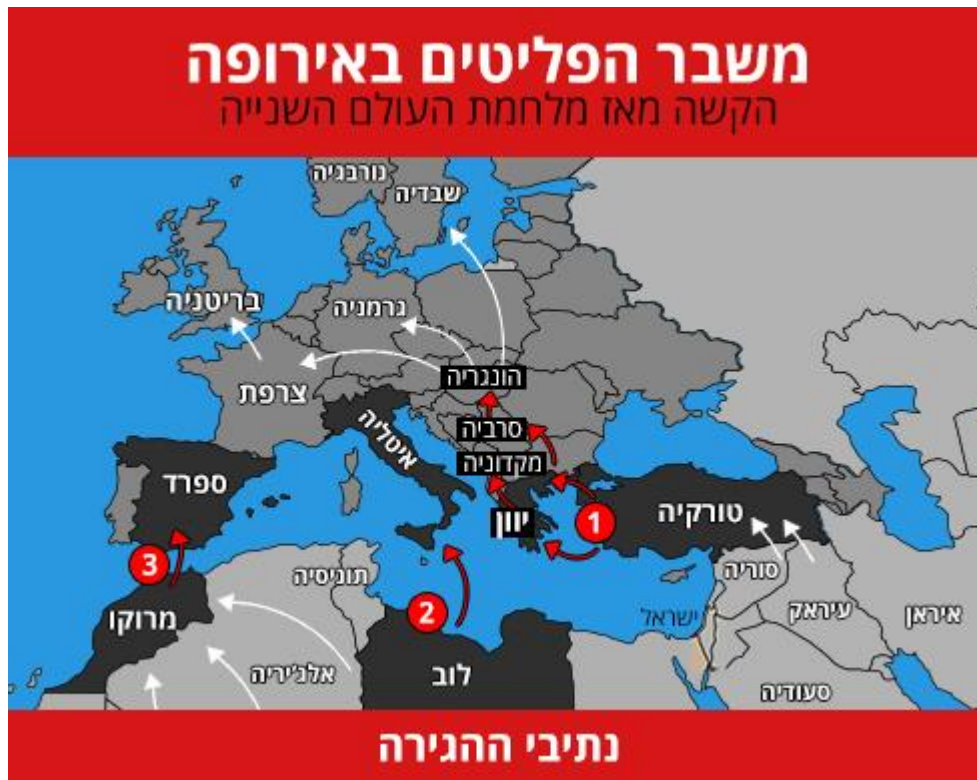 משבר הפליטים באירופה
הקשה מאז מלחמת העולם השנייה
נורבגיה
שבדיה
בריטניה
גרמניה
הונגריה
צרפת
סרביה
איטליה
מקדוניה
ספרד
יוון
1
טורקיה
3
תוניסיה
סוריה
מרוקו
2
ישראל
עיראק
איראן
אלג'יריה
לוב
סעודיה
נתיבי ההגירה